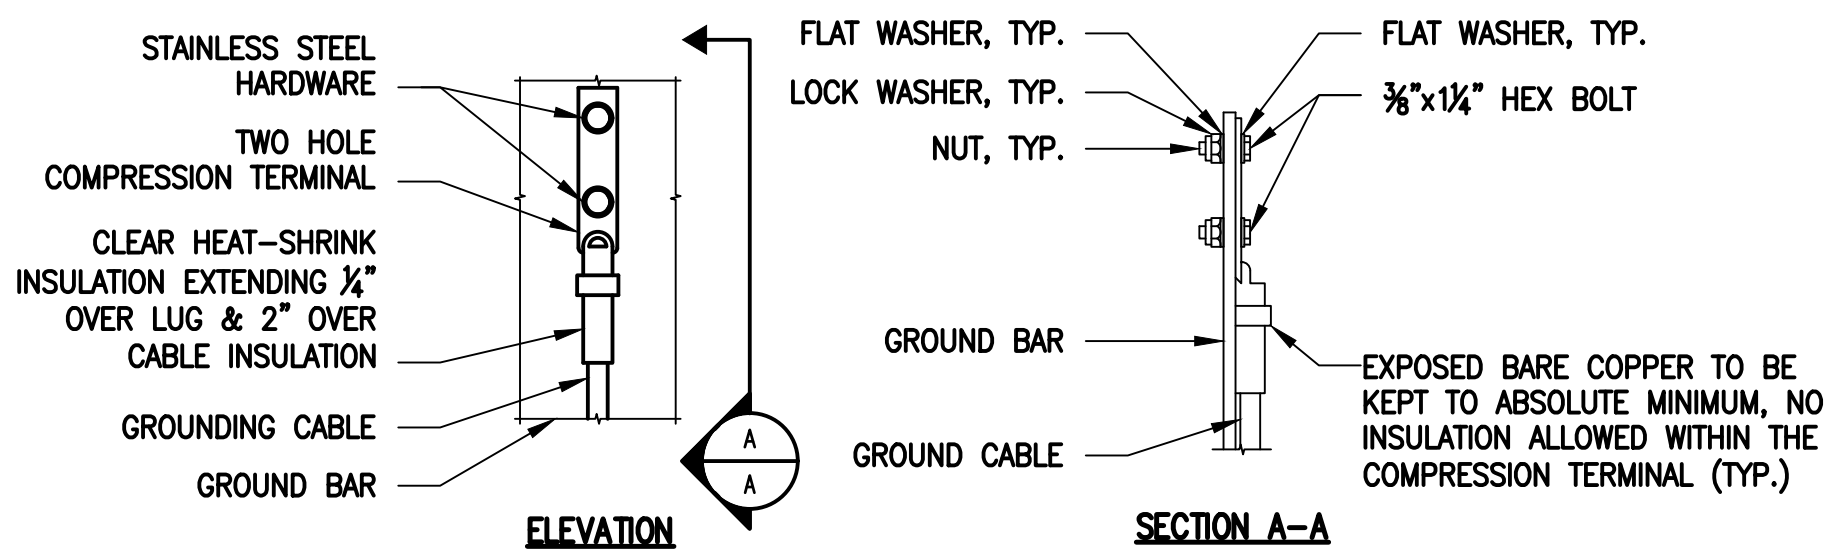 STAINLESS STEEL
HARDWARE
TWO HOLE
COMPRESSION TERMINAL
CLEAR HEAT-SHRINK
INSULATION EXTENDING ¼"
OVER LUG & 2" OVER
CABLE INSULATION
GROUNDING CABLE
GROUND BAR
A
A
ELEVATION
FLAT WASHER, TYP.
LOCK WASHER, TYP.
NUT, TYP.
GROUND BAR
GROUND CABLE
FLAT WASHER, TYP.
⅜"x1¼" HEX BOLT
EXPOSED BARE COPPER TO BE
KEPT TO ABSOLUTE MINIMUM, NO
INSULATION ALLOWED WITHIN THE
COMPRESSION TERMINAL (TYP.)
SECTION A-A